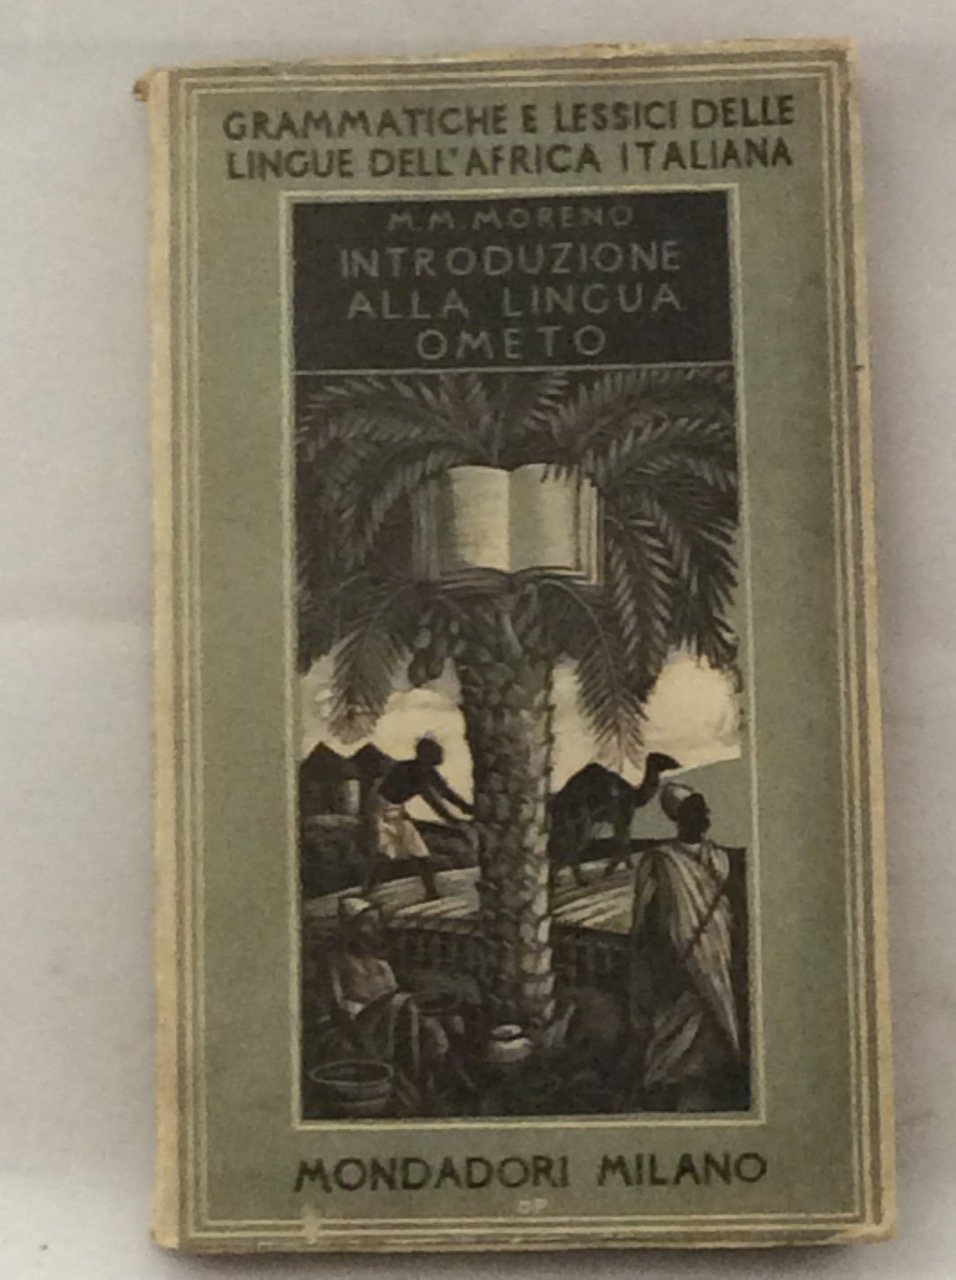 GRAMMATICHE E LESSICI DELLE
LINGUE DELL'AFRICA ITALIANA
M. M. MORENO
INTRODUZIONE
ALLA LINGUA
OMETO
MONDADORI MILANO